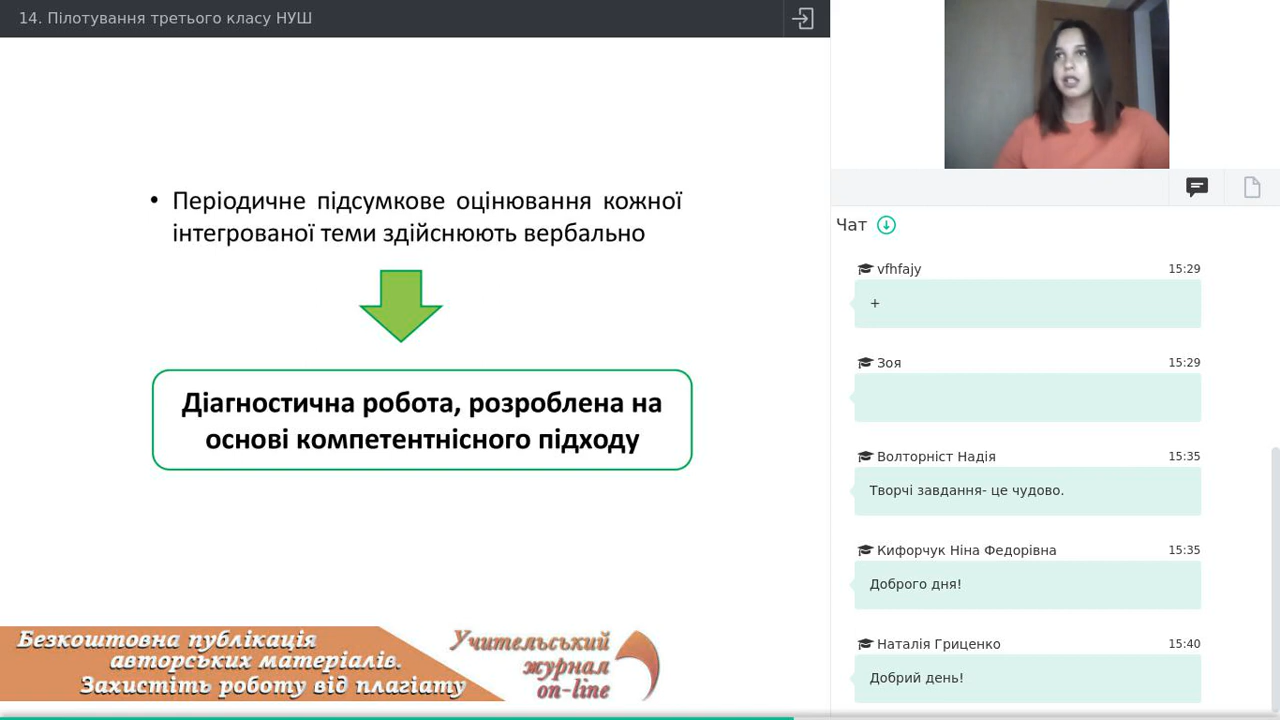 14. Пілотування третього класу НУШ
• Періодичне підсумкове оцінювання кожної
інтегрованої теми здійснюють вербально
Діагностична робота, розроблена на
основі компетентнісного підходу
Безкоштовна публікація
авторських матеріалів.
Захистіть роботу від плагіату
Учительський
журнал
on-line
Чат
vfhfajy 15:29
+
Зоя 15:29
Волторніст Надія 15:35
Творчі завдання- це чудово.
Кифорчук Ніна Федорівна 15:35
Доброго дня!
Наталія Гриценко 15:40
Добрий день!